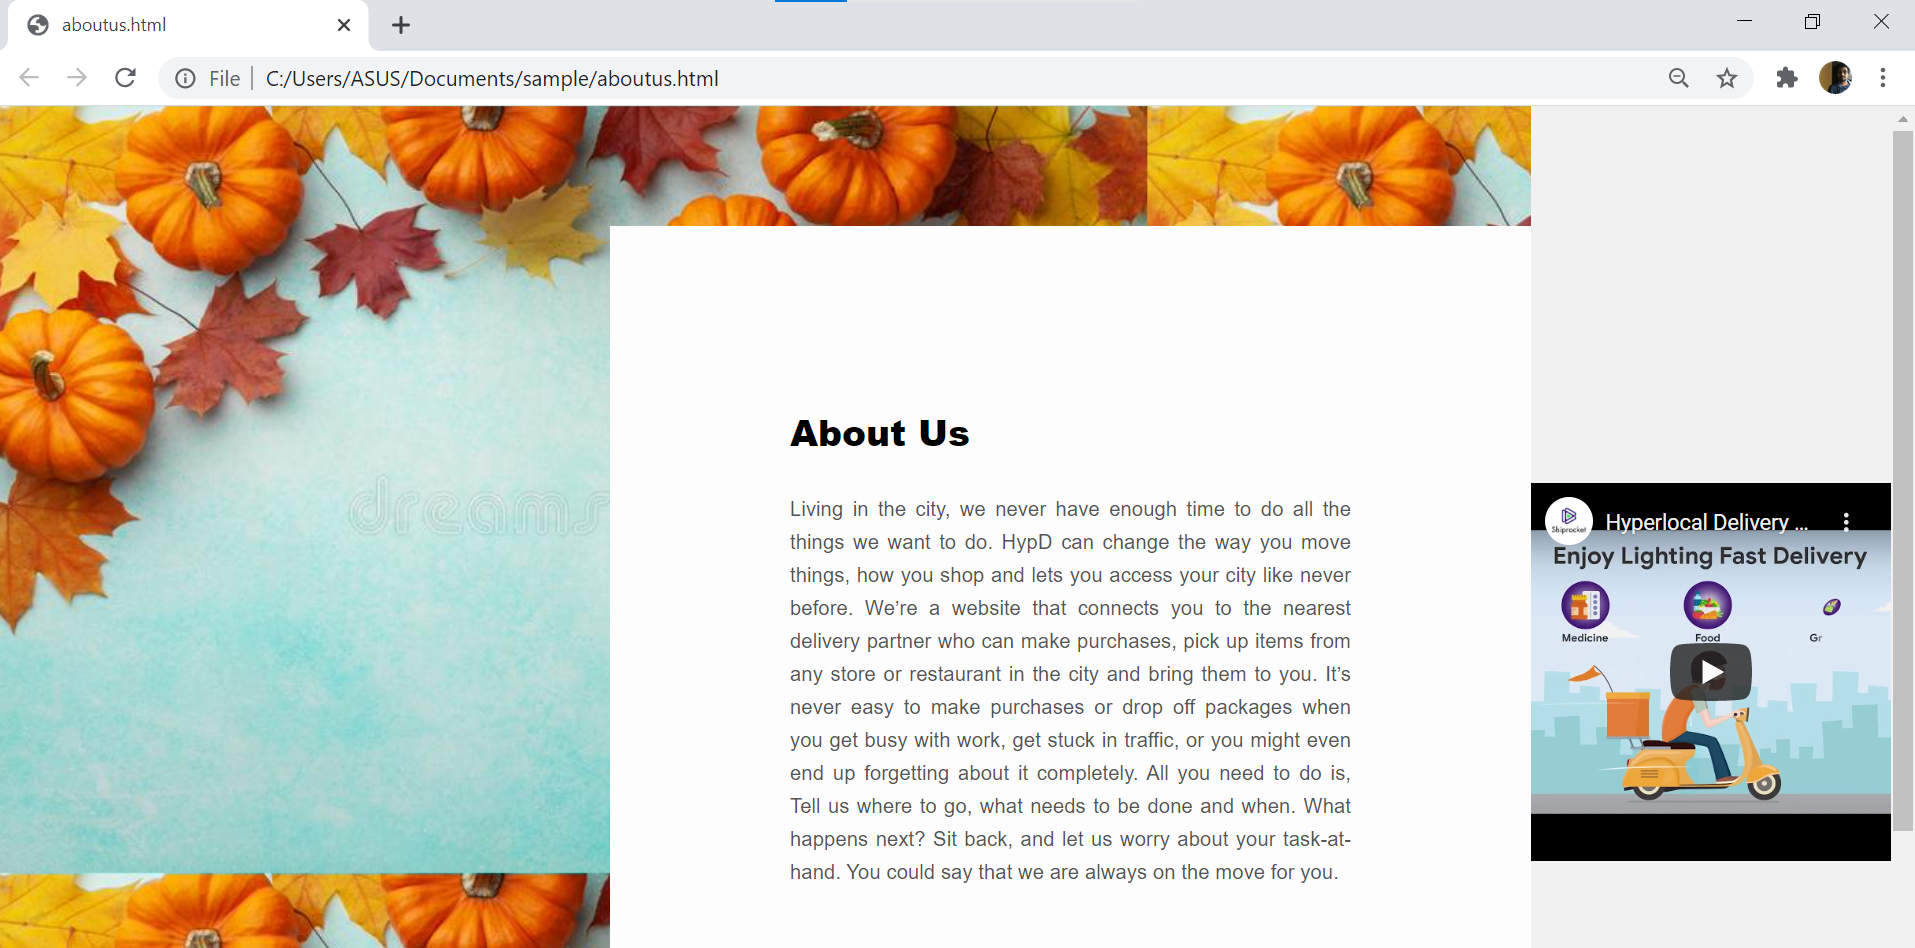 aboutus.html
File
C:/Users/ASUS/Documents/sample/aboutus.html
dreams
About Us
Living in the city, we never have enough time to do all the
things we want to do. HypD can change the way you move
things, how you shop and lets you access your city like never
before. We’re a website that connects you to the nearest
delivery partner who can make purchases, pick up items from
any store or restaurant in the city and bring them to you. It’s
never easy to make purchases or drop off packages when
you get busy with work, get stuck in traffic, or you might even
end up forgetting about it completely. All you need to do is,
Tell us where to go, what needs to be done and when. What
happens next? Sit back, and let us worry about your task-at-
hand. You could say that we are always on the move for you.
Shiprocket
Hyperlocal Delivery ...
Enjoy Lighting Fast Delivery
Medicine
Food
Gr